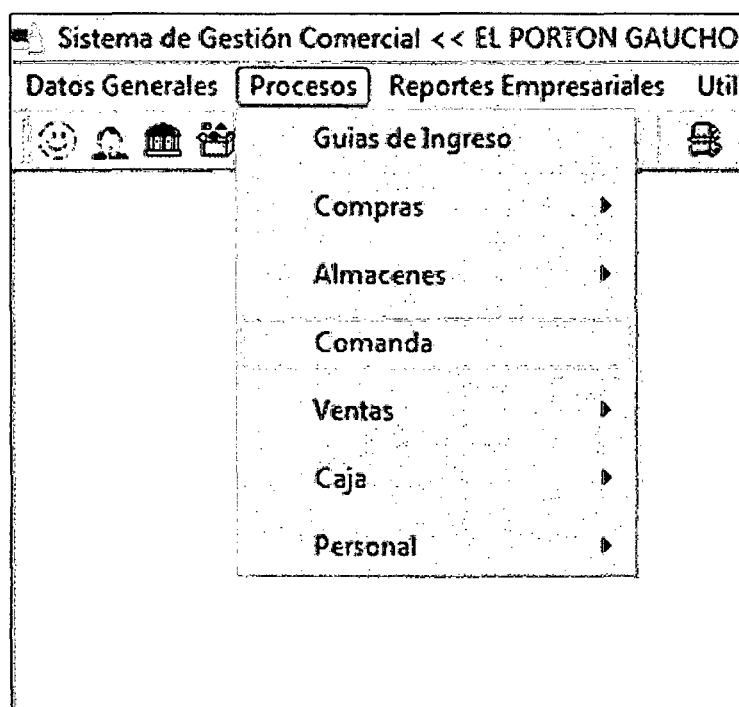 Sistema de Gestión Comercial << EL PORTON GAUCHO
Datos Generales Procesos Reportes Empresariales Util
Guias de Ingreso
Compras
Almacenes
Comanda
Ventas
Caja
Personal